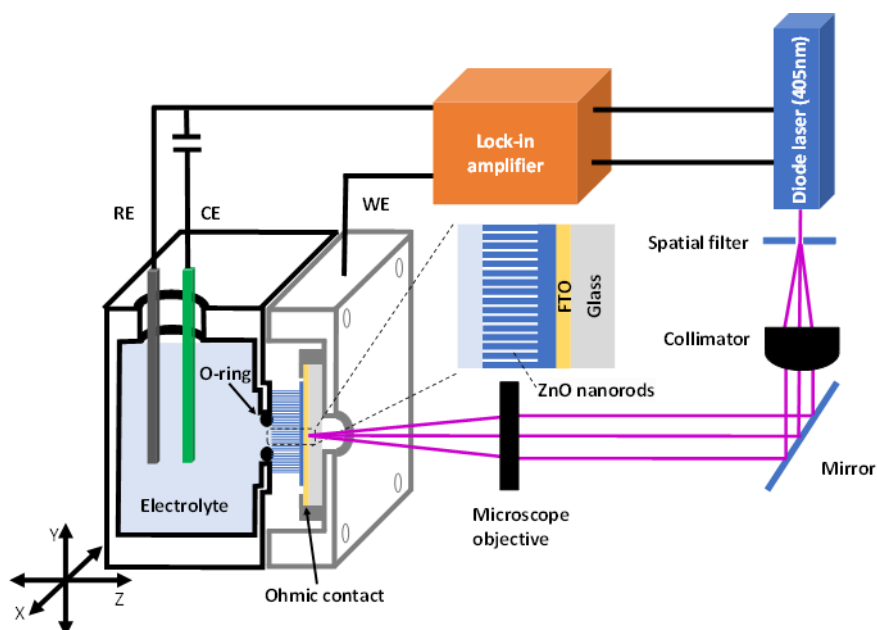 Diode laser (405nm)
Lock-in
amplifier
RE
CE
WE
Spatial filter
FTO
Glass
Collimator
O-ring
ZnO nanorods
Mirror
Electrolyte
Microscope
objective
Y
X
Z
Ohmic contact